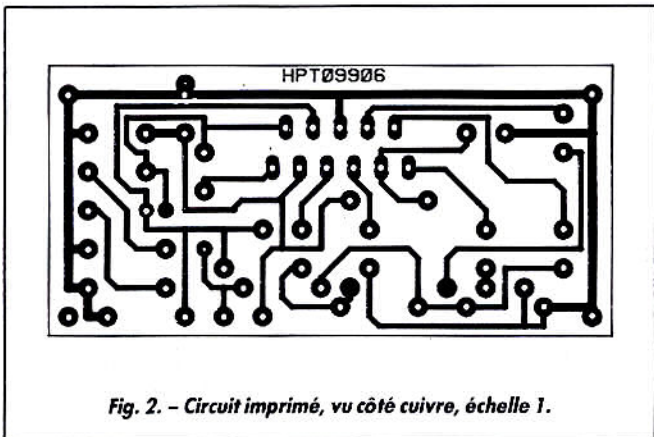 HPT09906
Fig. 2. – Circuit imprimé, vu côté cuivre, échelle 1.